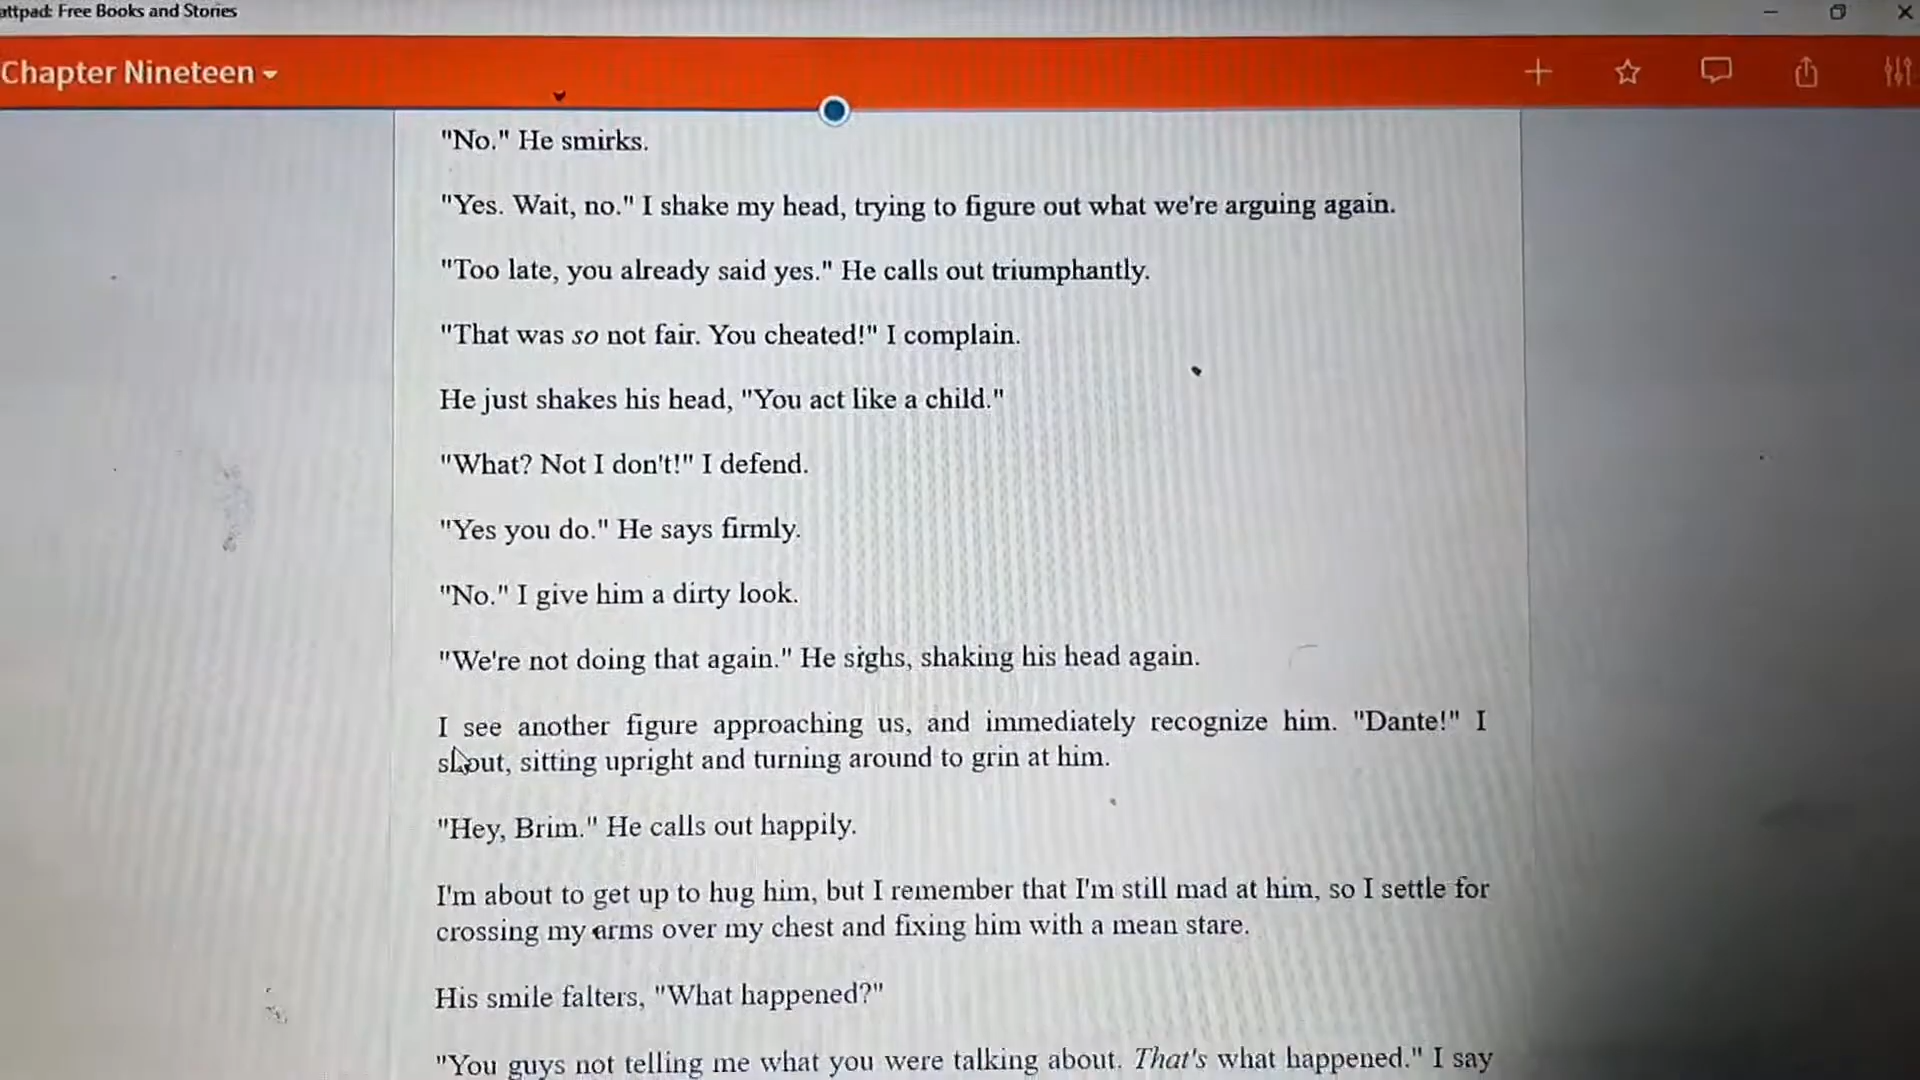 attpad: Free Books and Stories
Chapter Nineteen
"No." He smirks.
"Yes. Wait, no." I shake my head, trying to figure out what we're arguing again.
"Too late, you already said yes." He calls out triumphantly.
"That was so not fair. You cheated!" I complain.
He just shakes his head, "You act like a child."
"What? Not I don't!" I defend.
"Yes you do." He says firmly.
"No." I give him a dirty look.
"We're not doing that again." He sighs, shaking his head again.
I see another figure approaching us, and immediately recognize him. "Dante!" I
shout, sitting upright and turning around to grin at him.
"Hey, Brim." He calls out happily.
I'm about to get up to hug him, but I remember that I'm still mad at him, so I settle for
crossing my arms over my chest and fixing him with a mean stare.
His smile falters, "What happened?"
"You guys not telling me what you were talking about. That's what happened." I say